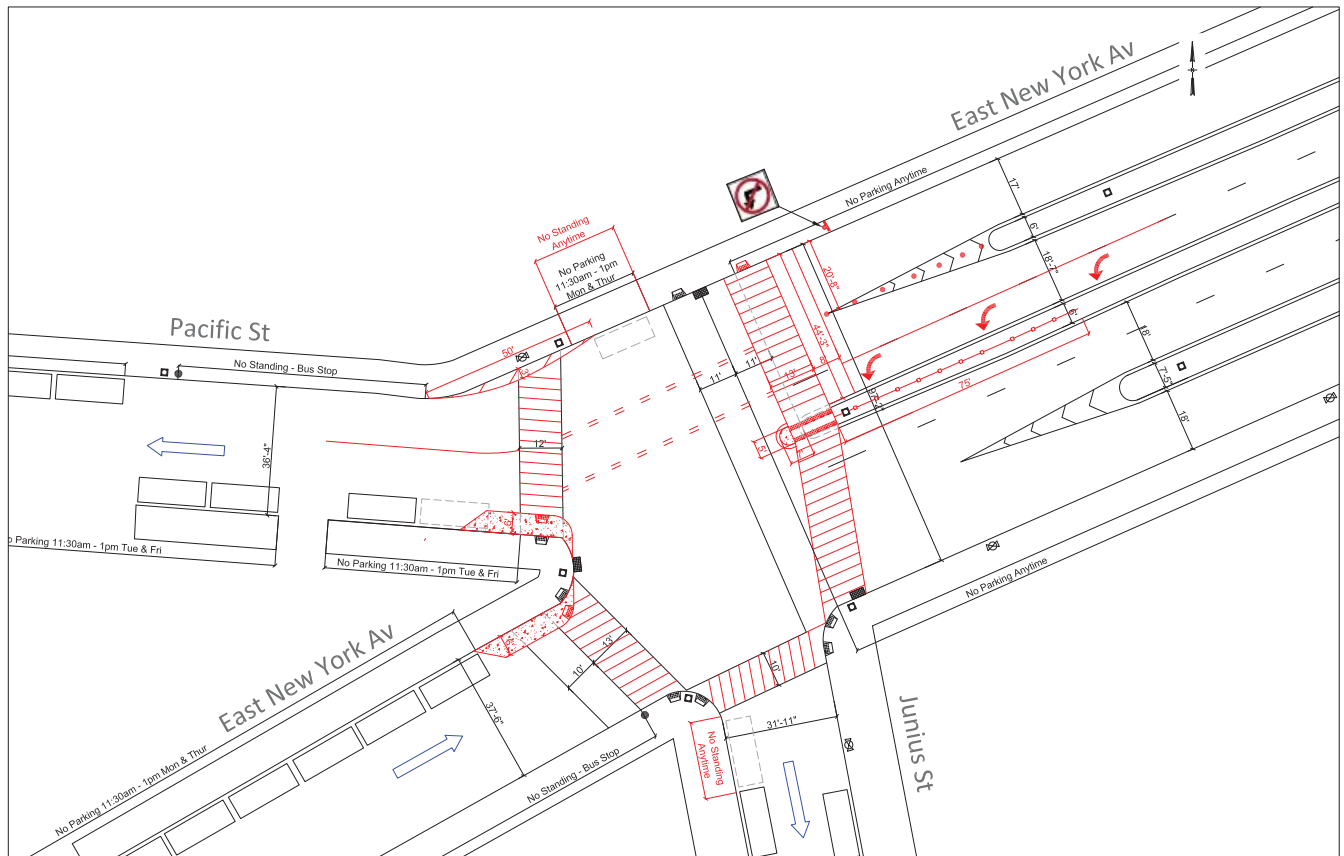 East New York Av
No Parking Anytime
17'
6'
18'-7"
6'
18'
7'-5"
18'
No Standing
Anytime
No Parking
11:30am - 1pm
Mon & Thur
20'-8"
44'-3"
8'
13'
11'
11'
75'
5'
Pacific St
No Standing - Bus Stop
50'
36'-4"
12'
No Parking Anytime
o Parking 11:30am - 1pm Tue & Fri
No Parking 11:30am - 1pm Tue & Fri
East New York Av
No Parking 11:30am - 1pm Mon & Thur
37'-6"
10'
13'
No Standing - Bus Stop
10'
31'-11"
No Standing
Anytime
Junius St